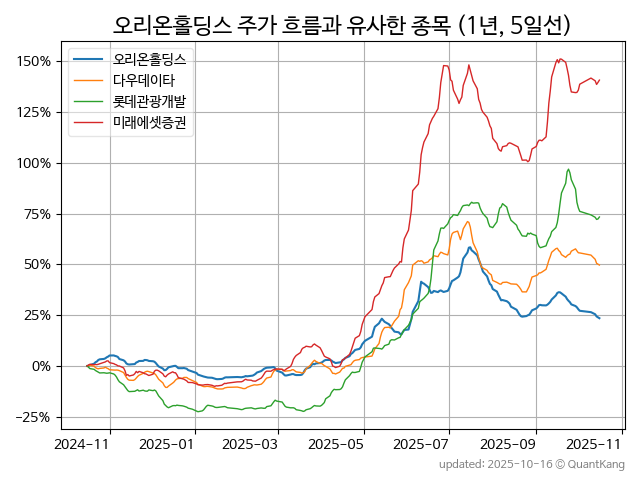 오리온홀딩스 주가 흐름과 유사한 종목 (1년, 5일선)
오리온홀딩스
다우데이타
롯데관광개발
미래에셋증권
150%
125%
100%
75%
50%
25%
0%
−25%
2024-11 2025-01 2025-03 2025-05 2025-07 2025-09 2025-11
updated: 2025-10-16 © QuantKang